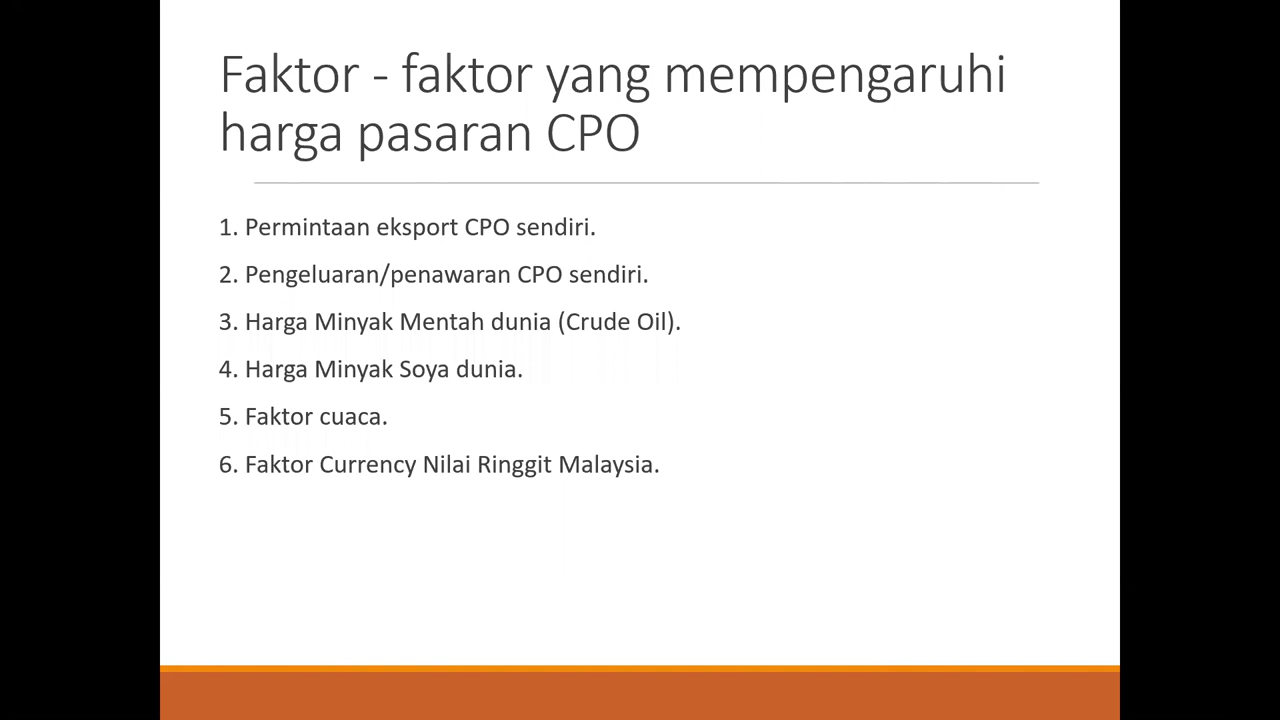 Faktor - faktor yang mempengaruhi
harga pasaran CPO
1. Permintaan eksport CPO sendiri.
2. Pengeluaran/penawaran CPO sendiri.
3. Harga Minyak Mentah dunia (Crude Oil).
4. Harga Minyak Soya dunia.
5. Faktor cuaca.
6. Faktor Currency Nilai Ringgit Malaysia.